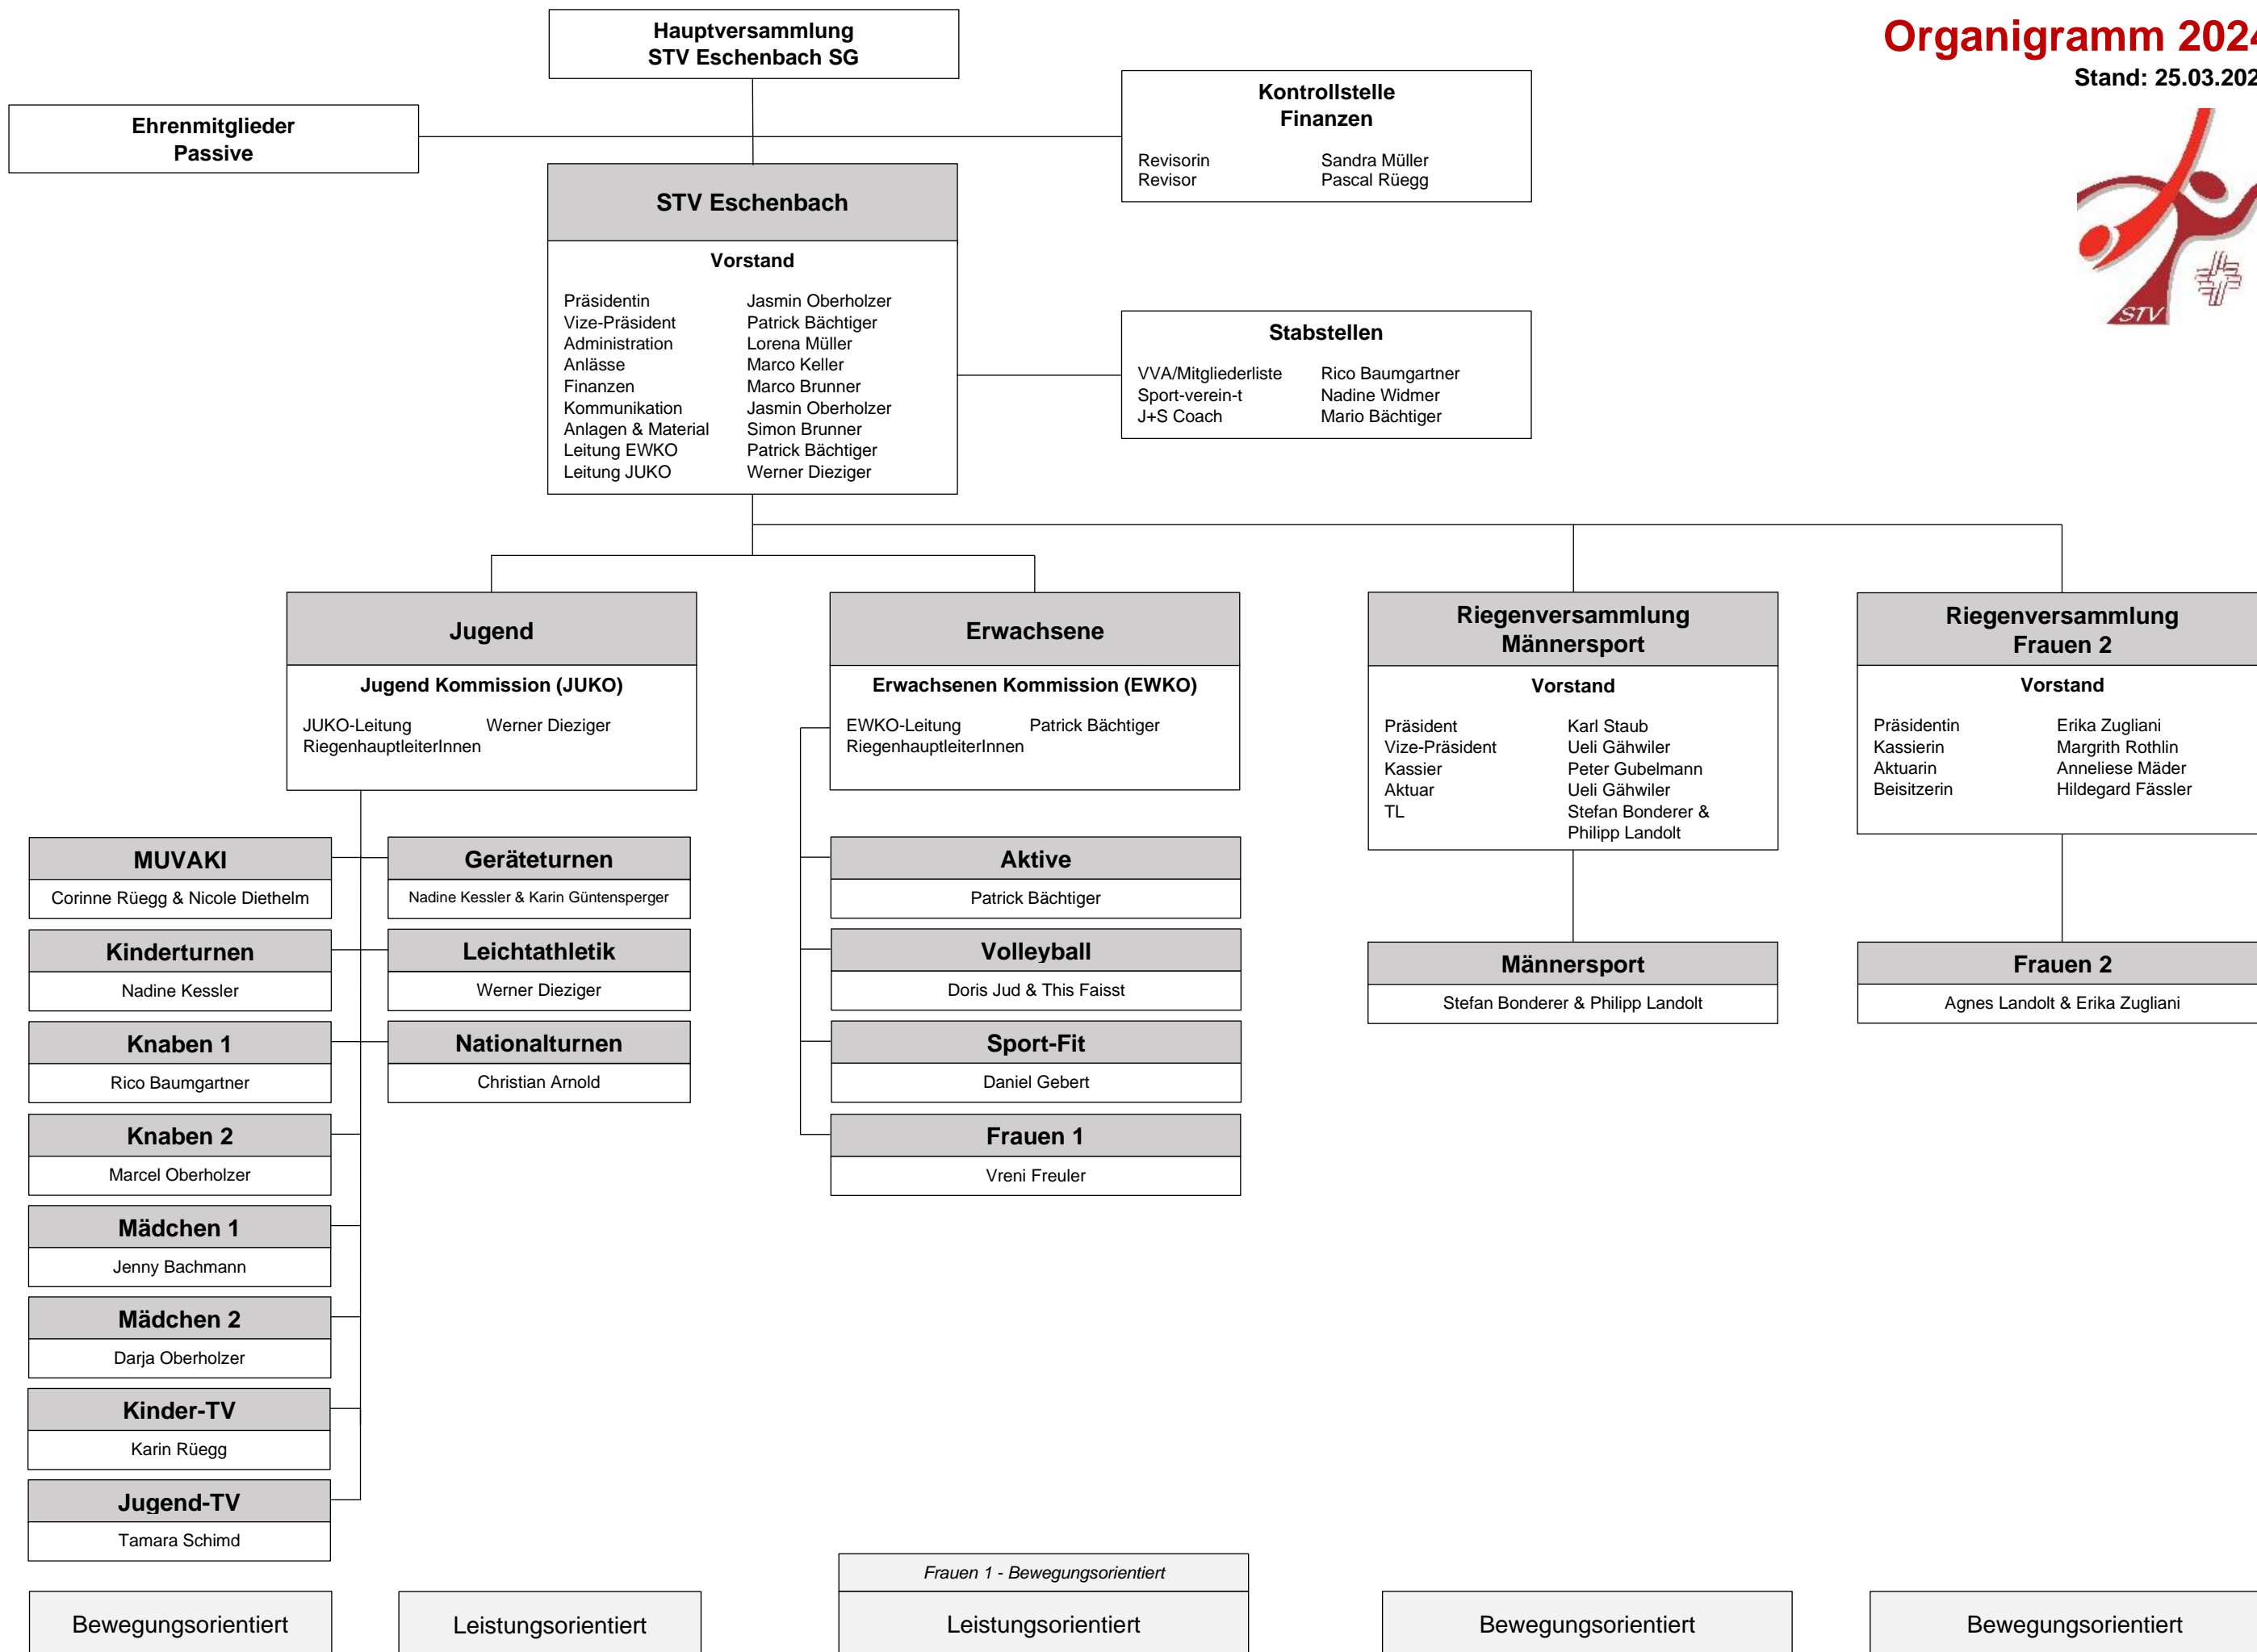 Hauptversammlung
STV Eschenbach SG
Organigramm 2024
Stand: 25.03.202
Ehrenmitglieder
Passive
Kontrollstelle
Finanzen
Revisorin Sandra Müller
Revisor Pascal Rüegg
STV
STV Eschenbach
Vorstand
Präsidentin Jasmin Oberholzer
Vize-Präsident Patrick Bächtiger
Administration Lorena Müller
Anlässe Marco Keller
Finanzen Marco Brunner
Kommunikation Jasmin Oberholzer
Anlagen & Material Simon Brunner
Leitung EWKO Patrick Bächtiger
Leitung JUKO Werner Dieziger
Stabstellen
VVA/Mitgliederliste Rico Baumgartner
Sport-verein-t Nadine Widmer
J+S Coach Mario Bächtiger
Jugend
Jugend Kommission (JUKO)
JUKO-Leitung Werner Dieziger
RiegenhauptleiterInnen
Erwachsene
Erwachsenen Kommission (EWKO)
EWKO-Leitung Patrick Bächtiger
RiegenhauptleiterInnen
Riegenversammlung
Männersport
Vorstand
Präsident Karl Staub
Vize-Präsident Ueli Gähwiler
Kassier Peter Gubelmann
Aktuar Ueli Gähwiler
TL Stefan Bonderer &
Philipp Landolt
Riegenversammlung
Frauen 2
Vorstand
Präsidentin Erika Zugliani
Kassierin Margrith Rothlin
Aktuarin Anneliese Mäder
Beisitzerin Hildegard Fässler
MUVAKI
Corinne Rüegg & Nicole Diethelm
Kinderturnen
Nadine Kessler
Knaben 1
Rico Baumgartner
Knaben 2
Marcel Oberholzer
Mädchen 1
Jenny Bachmann
Mädchen 2
Darja Oberholzer
Kinder-TV
Karin Rüegg
Jugend-TV
Tamara Schimd
Geräteturnen
Nadine Kessler & Karin Güntensperger
Leichtathletik
Werner Dieziger
Nationalturnen
Christian Arnold
Aktive
Patrick Bächtiger
Volleyball
Doris Jud & This Faisst
Sport-Fit
Daniel Gebert
Frauen 1
Vreni Freuler
Männersport
Stefan Bonderer & Philipp Landolt
Frauen 2
Agnes Landolt & Erika Zugliani
Bewegungsorientiert
Leistungsorientiert
Frauen 1 - Bewegungsorientiert
Leistungsorientiert
Bewegungsorientiert
Bewegungsorientiert